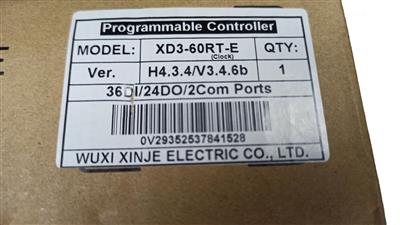 Programmable Controller
MODEL: XD3-60RT-E QTY:
(Clock)
Ver. H4.3.4/V3.4.6b 1
36DI/24DO/2Com Ports
0V29352537841528
WUXI XINJE ELECTRIC CO., LTD.